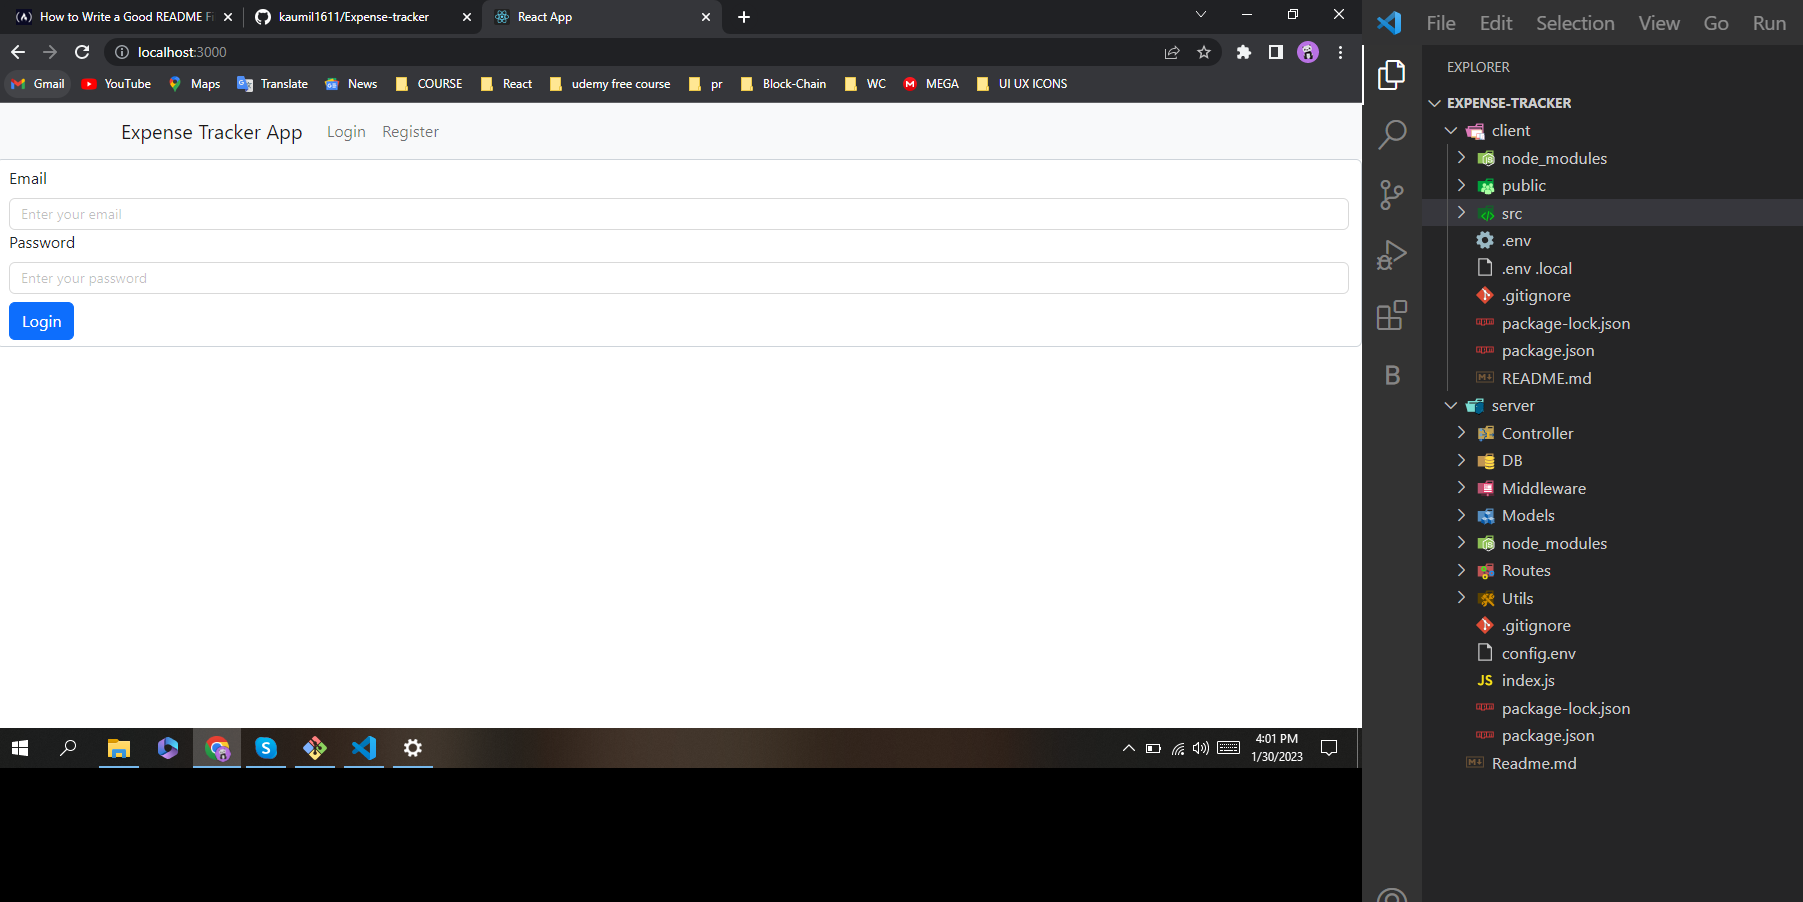 How to Write a Good README Fi
kaumil1611/Expense-tracker
React App
localhost:3000
Gmail
YouTube
Maps
Translate
News
COURSE
React
udemy free course
pr
Block-Chain
WC
MEGA
UI UX ICONS
Expense Tracker App
Login
Register
Email
Enter your email
Password
Enter your password
Login
4:01 PM
1/30/2023
File
Edit
Selection
View
Go
Run
EXPLORER
EXPENSE-TRACKER
client
node_modules
public
src
.env
.env .local
.gitignore
package-lock.json
package.json
README.md
server
Controller
DB
Middleware
Models
node_modules
Routes
Utils
.gitignore
config.env
JS index.js
package-lock.json
package.json
Readme.md
B